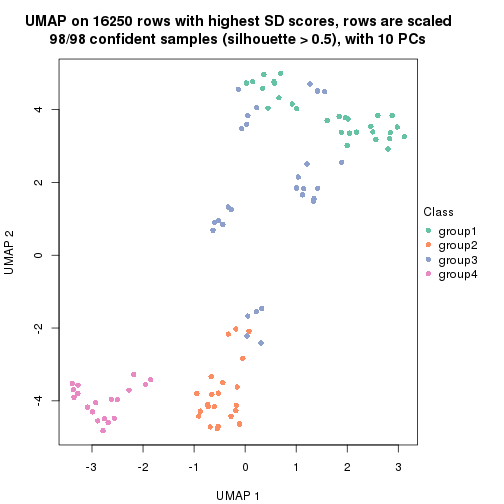 UMAP on 16250 rows with highest SD scores, rows are scaled
98/98 confident samples (silhouette > 0.5), with 10 PCs
UMAP 2
4
2
0
-2
-4
-3
-2
-1
0
1
2
3
UMAP 1
Class
group1
group2
group3
group4